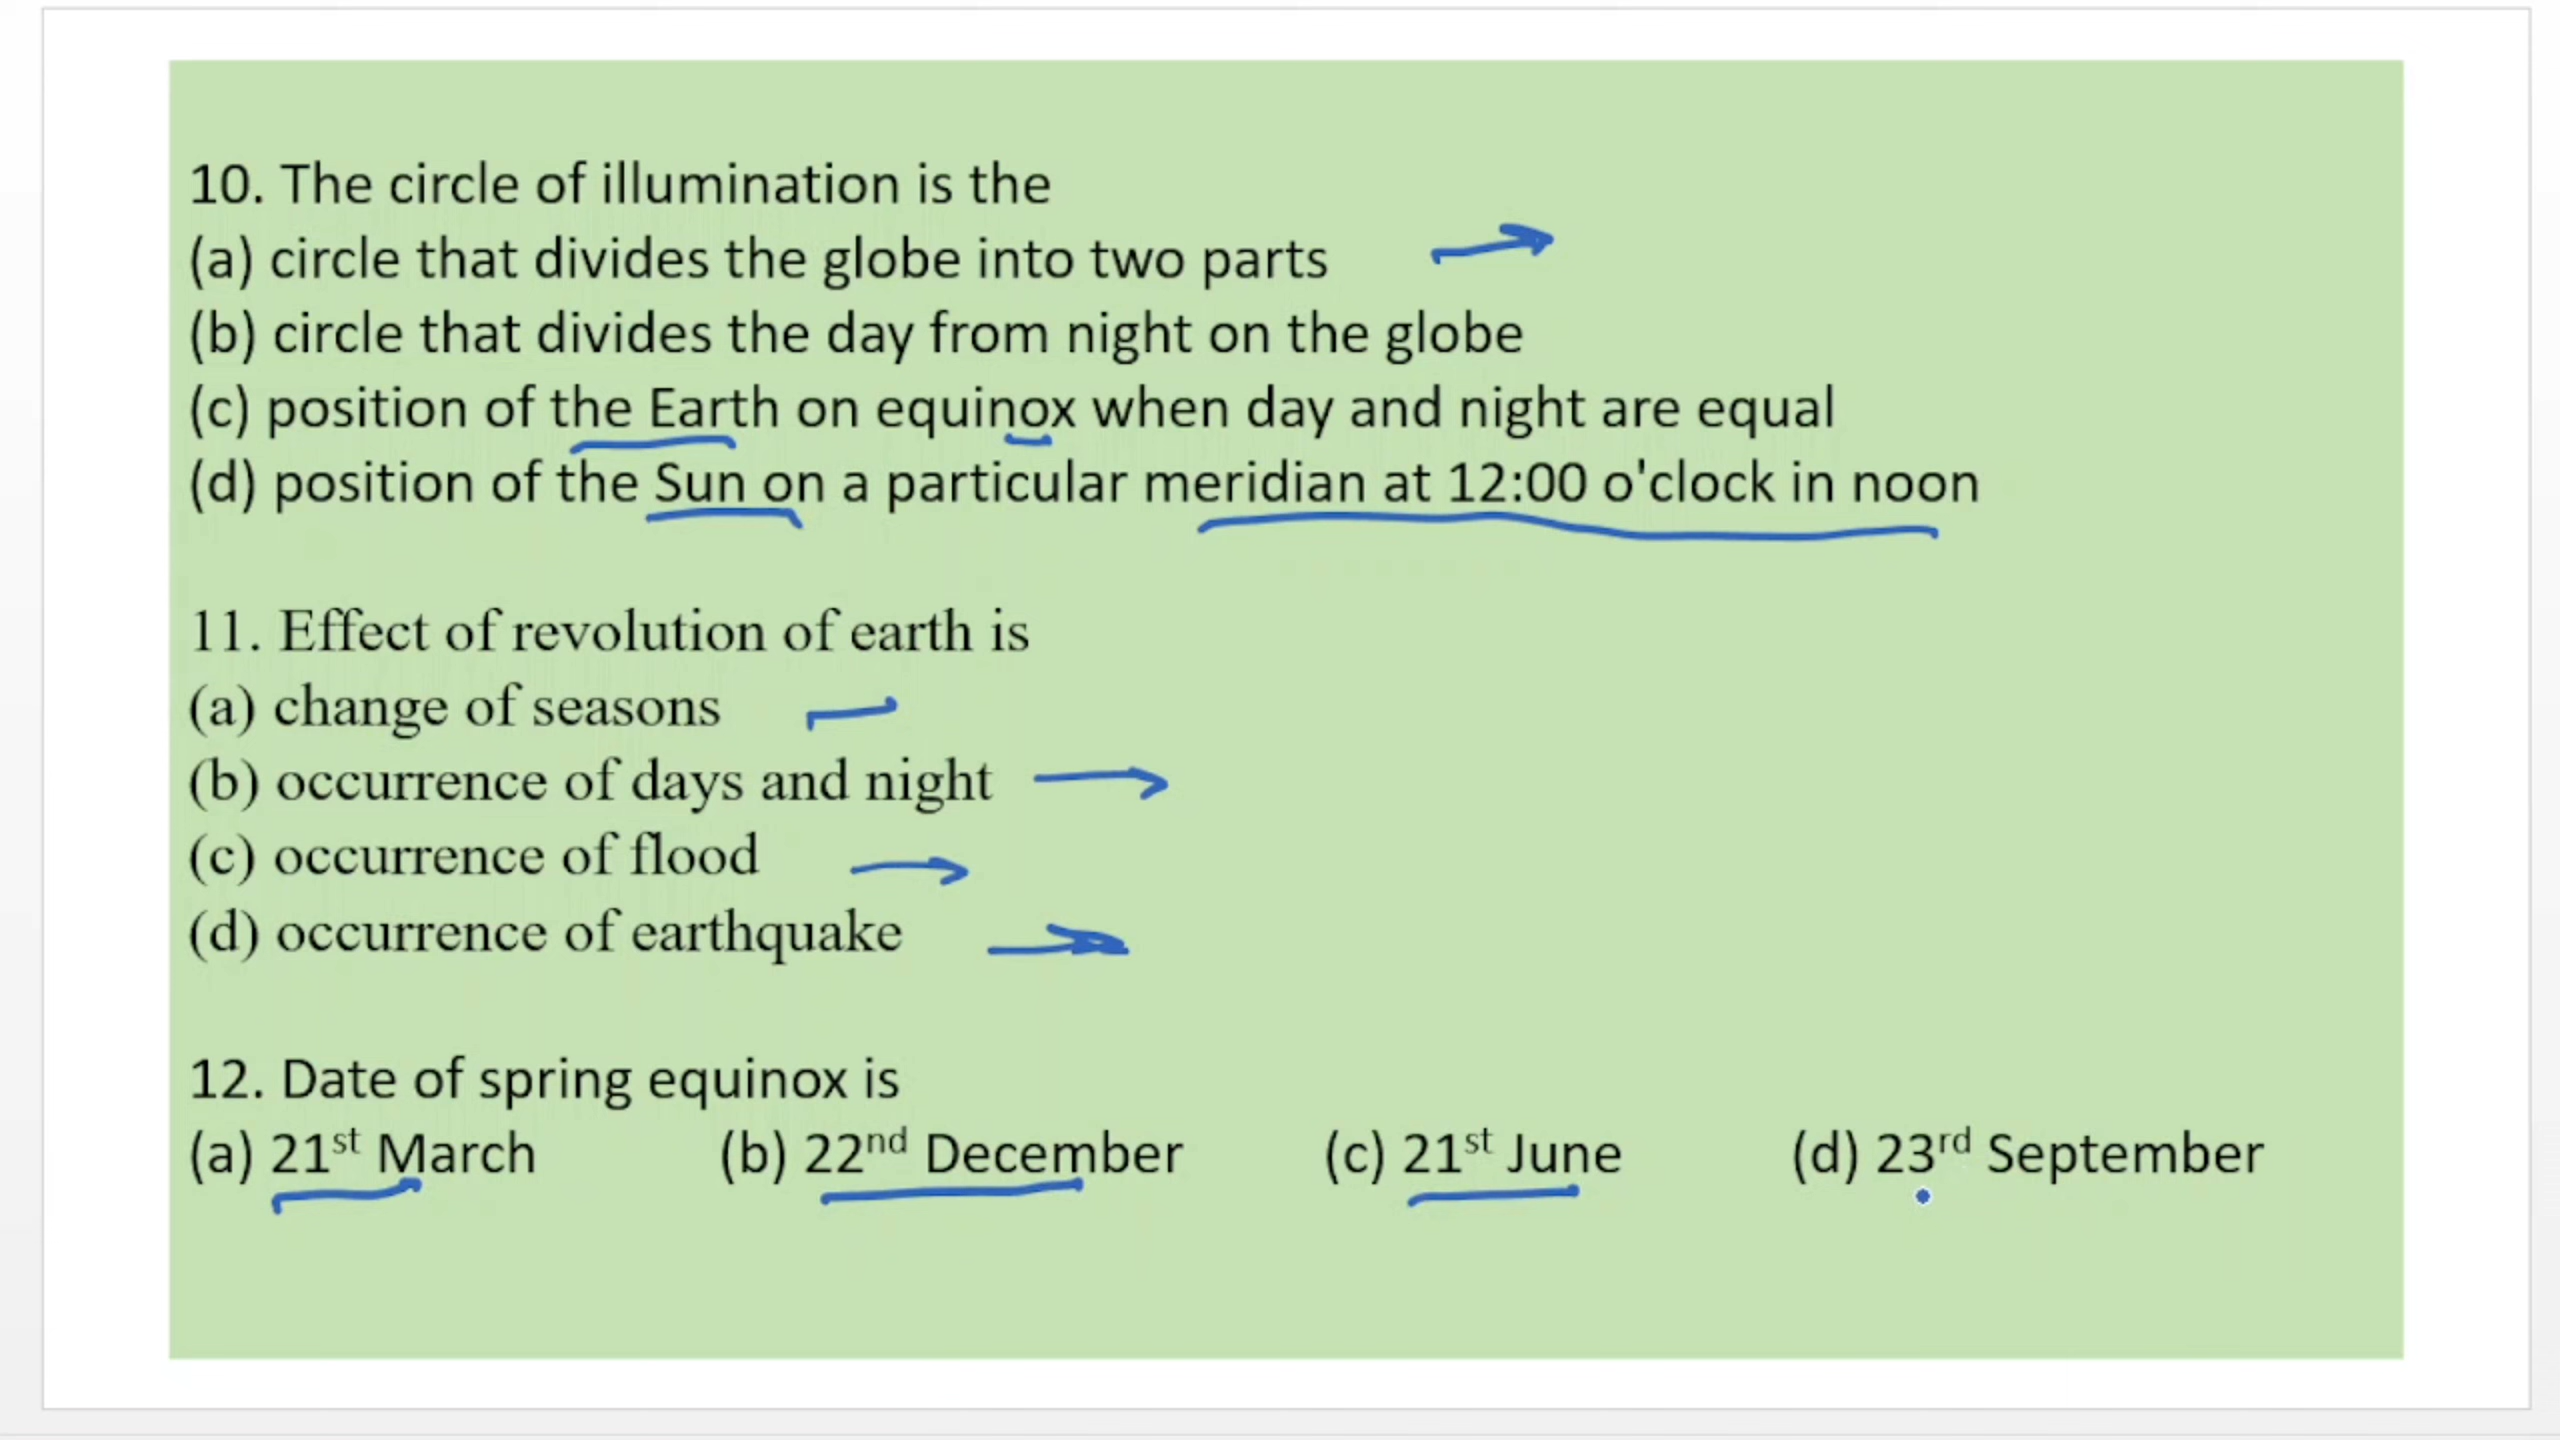 10. The circle of illumination is the
(a) circle that divides the globe into two parts
(b) circle that divides the day from night on the globe
(c) position of the Earth on equinox when day and night are equal
(d) position of the Sun on a particular meridian at 12:00 o'clock in noon
11. Effect of revolution of earth is
(a) change of seasons
(b) occurrence of days and night
(c) occurrence of flood
(d) occurrence of earthquake
12. Date of spring equinox is
(a) 21st March (b) 22nd December (c) 21st June (d) 23rd September